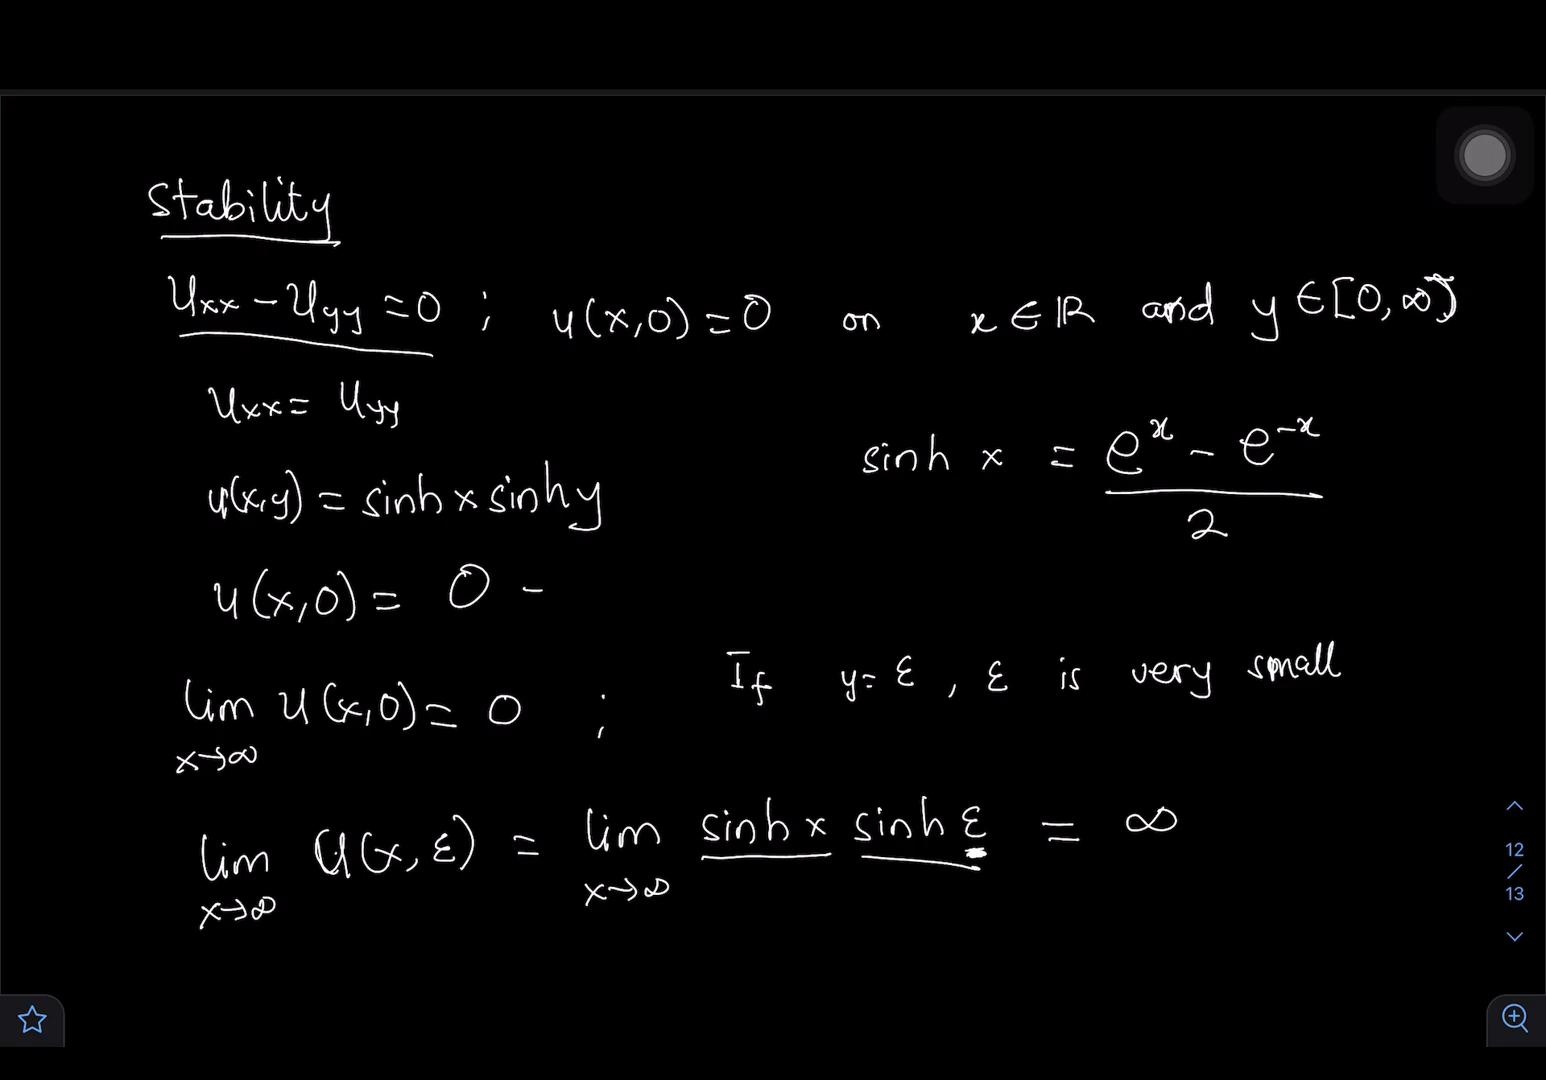 Stability
Uxx - Uyy = 0 ; u(x,0) = 0 on x ∈ ℝ and y ∈ [0,∞)
Uxx = Uyy
u(x,y) = sinh x sinh y
sinh x = (e^x - e^-x)/2
u(x,0) = 0 -
lim x→∞ u(x,0) = 0 ; If y = ε , ε is very small
lim x→∞ u(x,ε) = lim x→∞ sinh x sinh ε = ∞
12
/
13